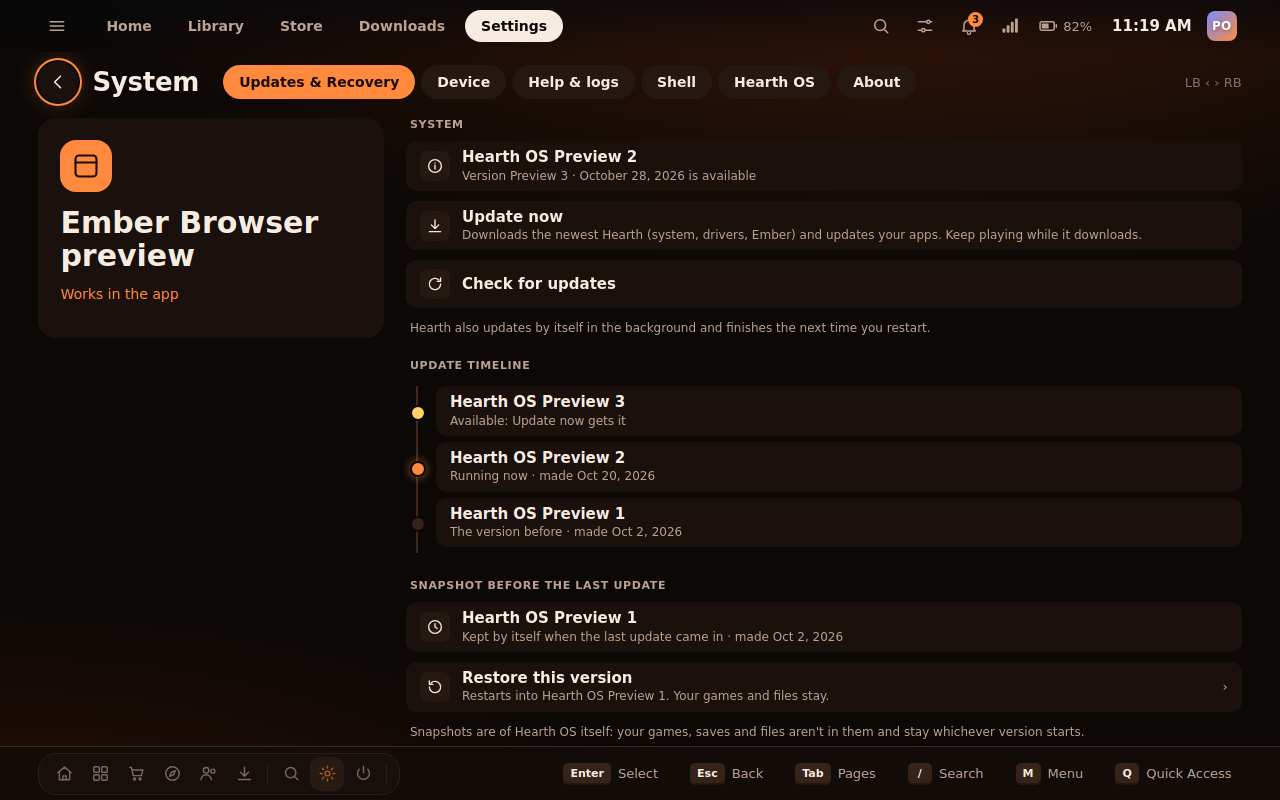 Home
Library
Store
Downloads
Settings
3
82%
11:19 AM
PO
System
Updates & Recovery
Device
Help & logs
Shell
Hearth OS
About
LB ‹ › RB
Ember Browser
preview
Works in the app
SYSTEM
Hearth OS Preview 2
Version Preview 3 · October 28, 2026 is available
Update now
Downloads the newest Hearth (system, drivers, Ember) and updates your apps. Keep playing while it downloads.
Check for updates
Hearth also updates by itself in the background and finishes the next time you restart.
UPDATE TIMELINE
Hearth OS Preview 3
Available: Update now gets it
Hearth OS Preview 2
Running now · made Oct 20, 2026
Hearth OS Preview 1
The version before · made Oct 2, 2026
SNAPSHOT BEFORE THE LAST UPDATE
Hearth OS Preview 1
Kept by itself when the last update came in · made Oct 2, 2026
Restore this version
Restarts into Hearth OS Preview 1. Your games and files stay.
Snapshots are of Hearth OS itself: your games, saves and files aren't in them and stay whichever version starts.
Enter Select
Esc Back
Tab Pages
/ Search
M Menu
Q Quick Access